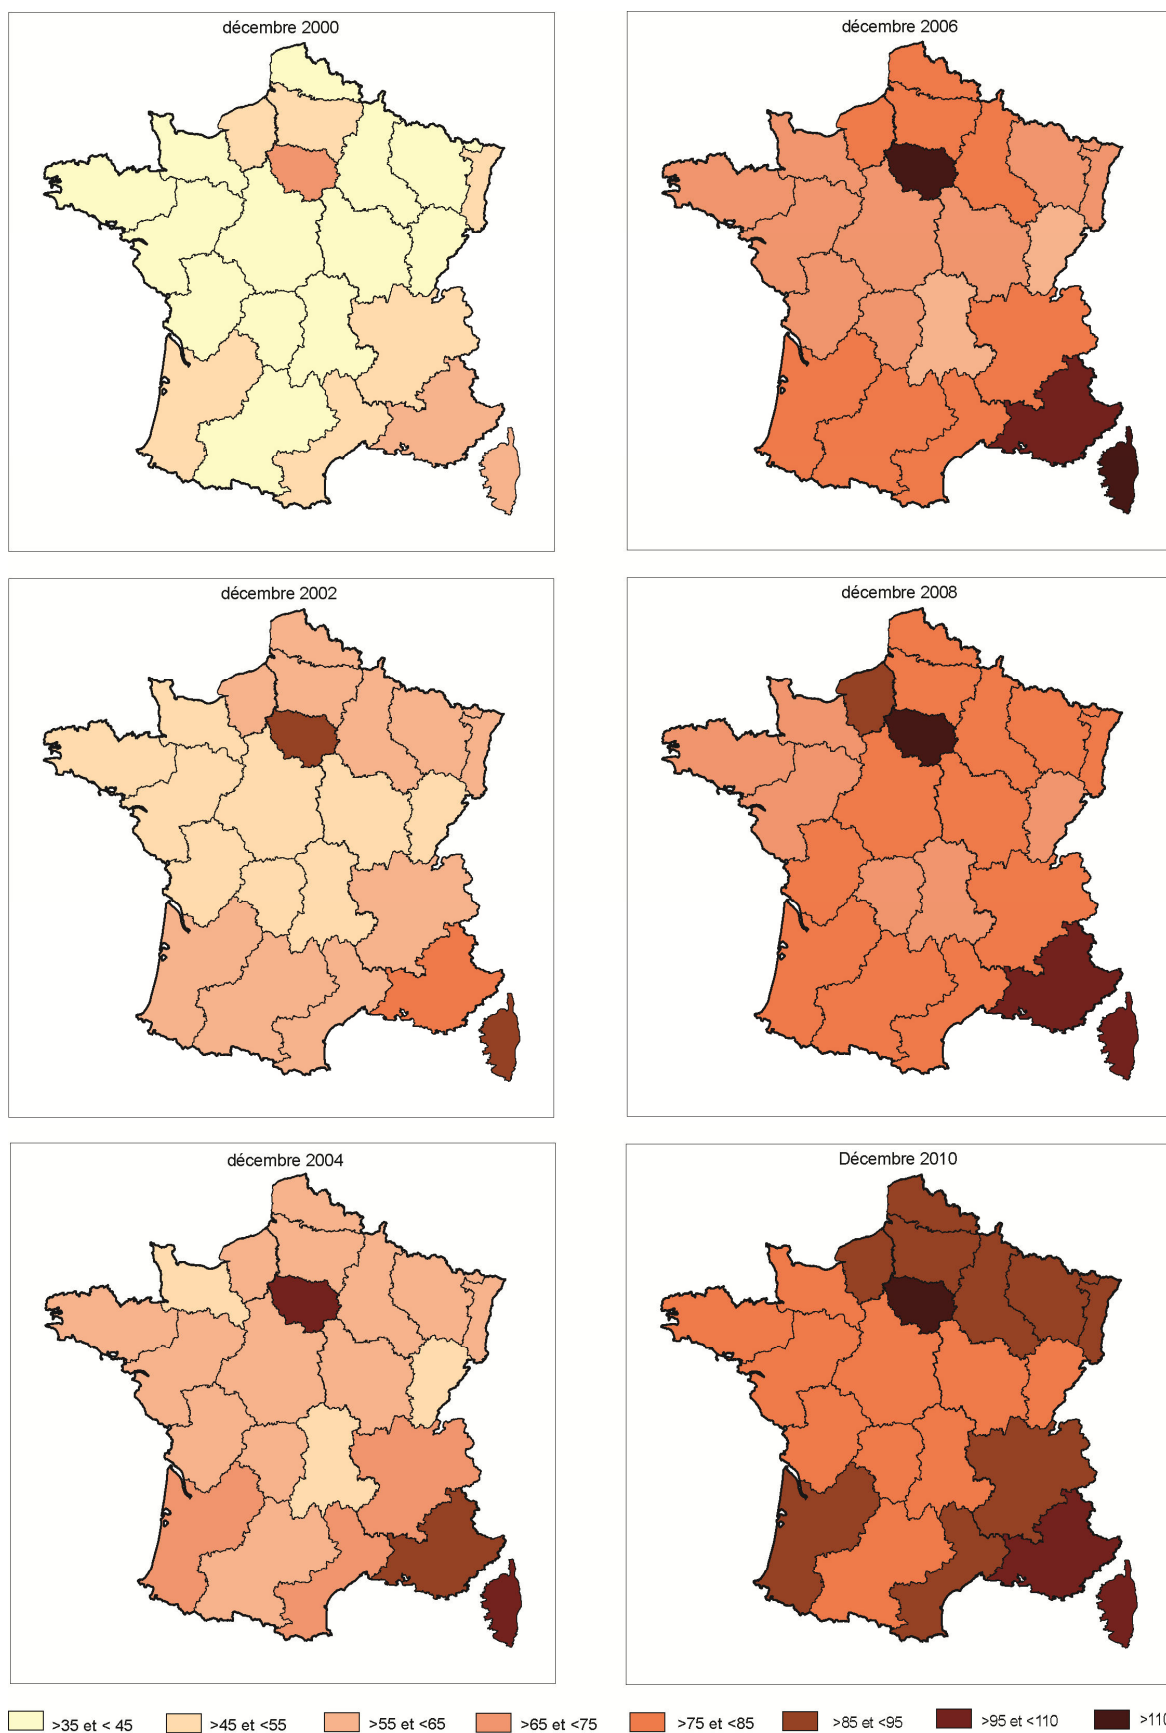 décembre 2000
décembre 2006
décembre 2002
décembre 2008
décembre 2004
Décembre 2010
>35 et < 45 >45 et <55 >55 et <65 >65 et <75 >75 et <85 >85 et <95 >95 et <110 >110